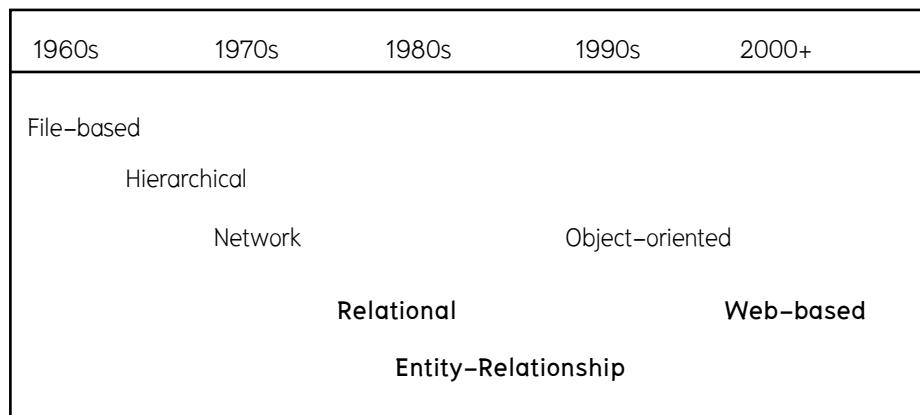 1960s 1970s 1980s 1990s 2000+
File-based
Hierarchical
Network Object-oriented
Relational Web-based
Entity-Relationship